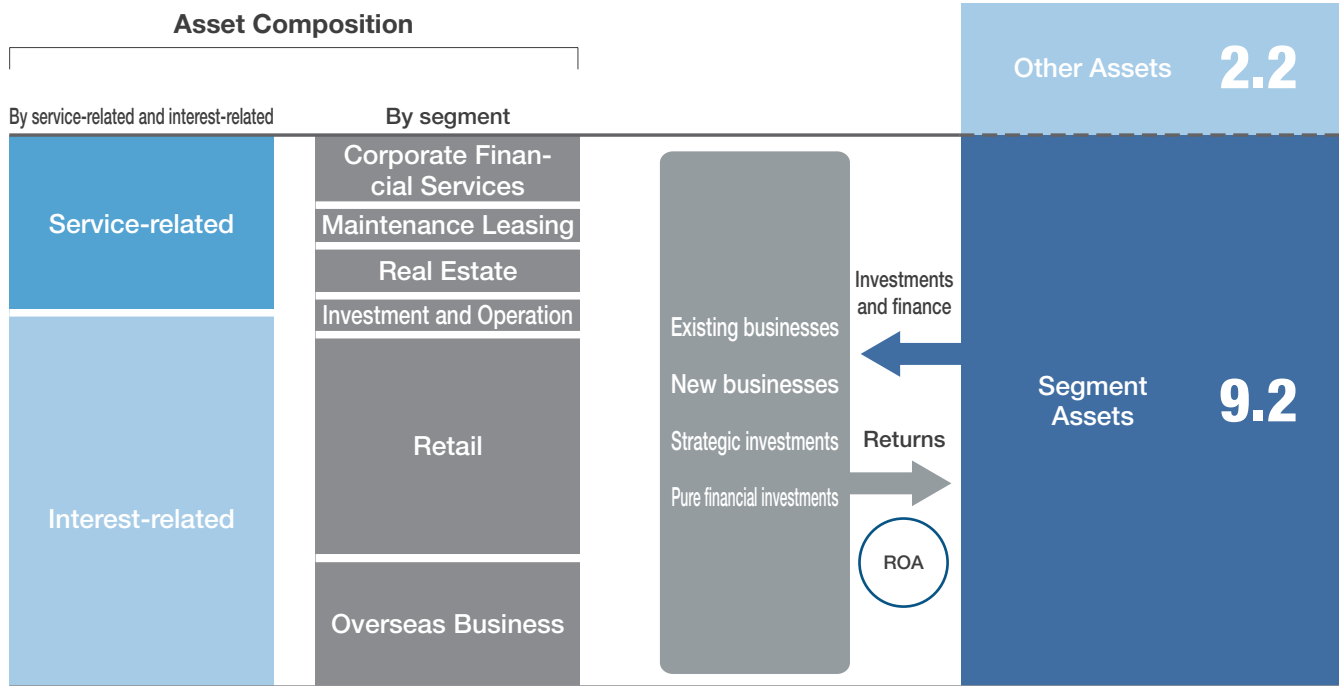 Asset Composition
By service-related and interest-related
By segment
Service-related
Interest-related
Corporate Finan-
cial Services
Maintenance Leasing
Real Estate
Investment and Operation
Retail
Overseas Business
Existing businesses
New businesses
Strategic investments
Pure financial investments
Investments
and finance
Returns
ROA
Other Assets 2.2
Segment
Assets
9.2